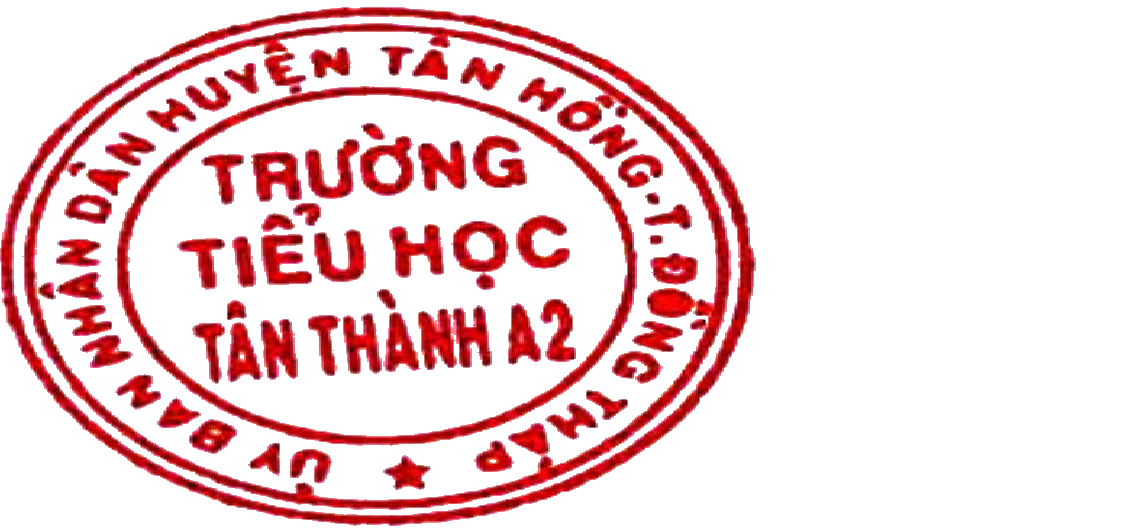 ỦY BAN NHÂN DÂN HUYỆN TÂN HỒNG-T.ĐỒNG THÁP
TRƯỜNG
TIỂU HỌC
TÂN THÀNH A2